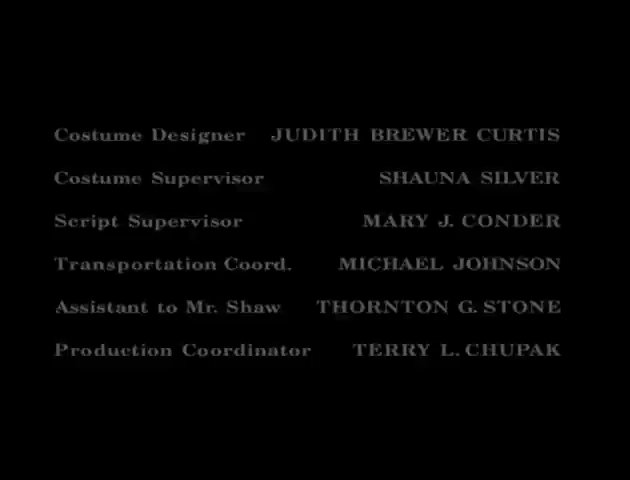 Costume Designer JUDITH BREWER CURTIS
Costume Supervisor SHAUNA SILVER
Script Supervisor MARY J. CONDER
Transportation Coord. MICHAEL JOHNSON
Assistant to Mr. Shaw THORNTON G. STONE
Production Coordinator TERRY L. CHUPAK